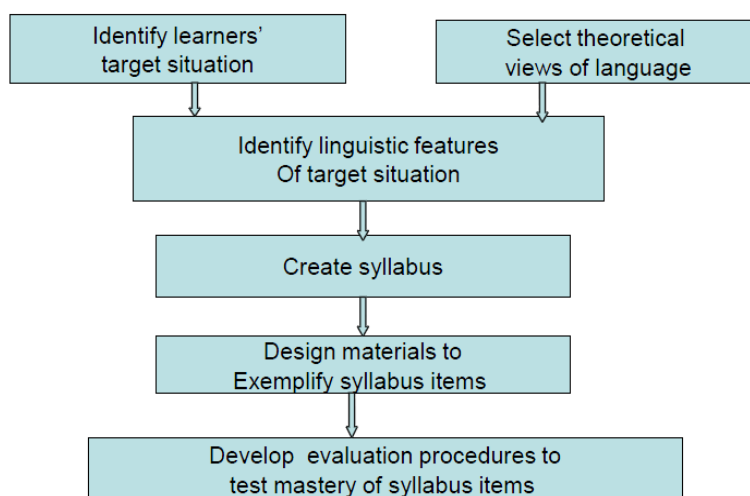 Identify learners'
target situation
Select theoretical
views of language
Identify linguistic features
Of target situation
Create syllabus
Design materials to
Exemplify syllabus items
Develop evaluation procedures to
test mastery of syllabus items